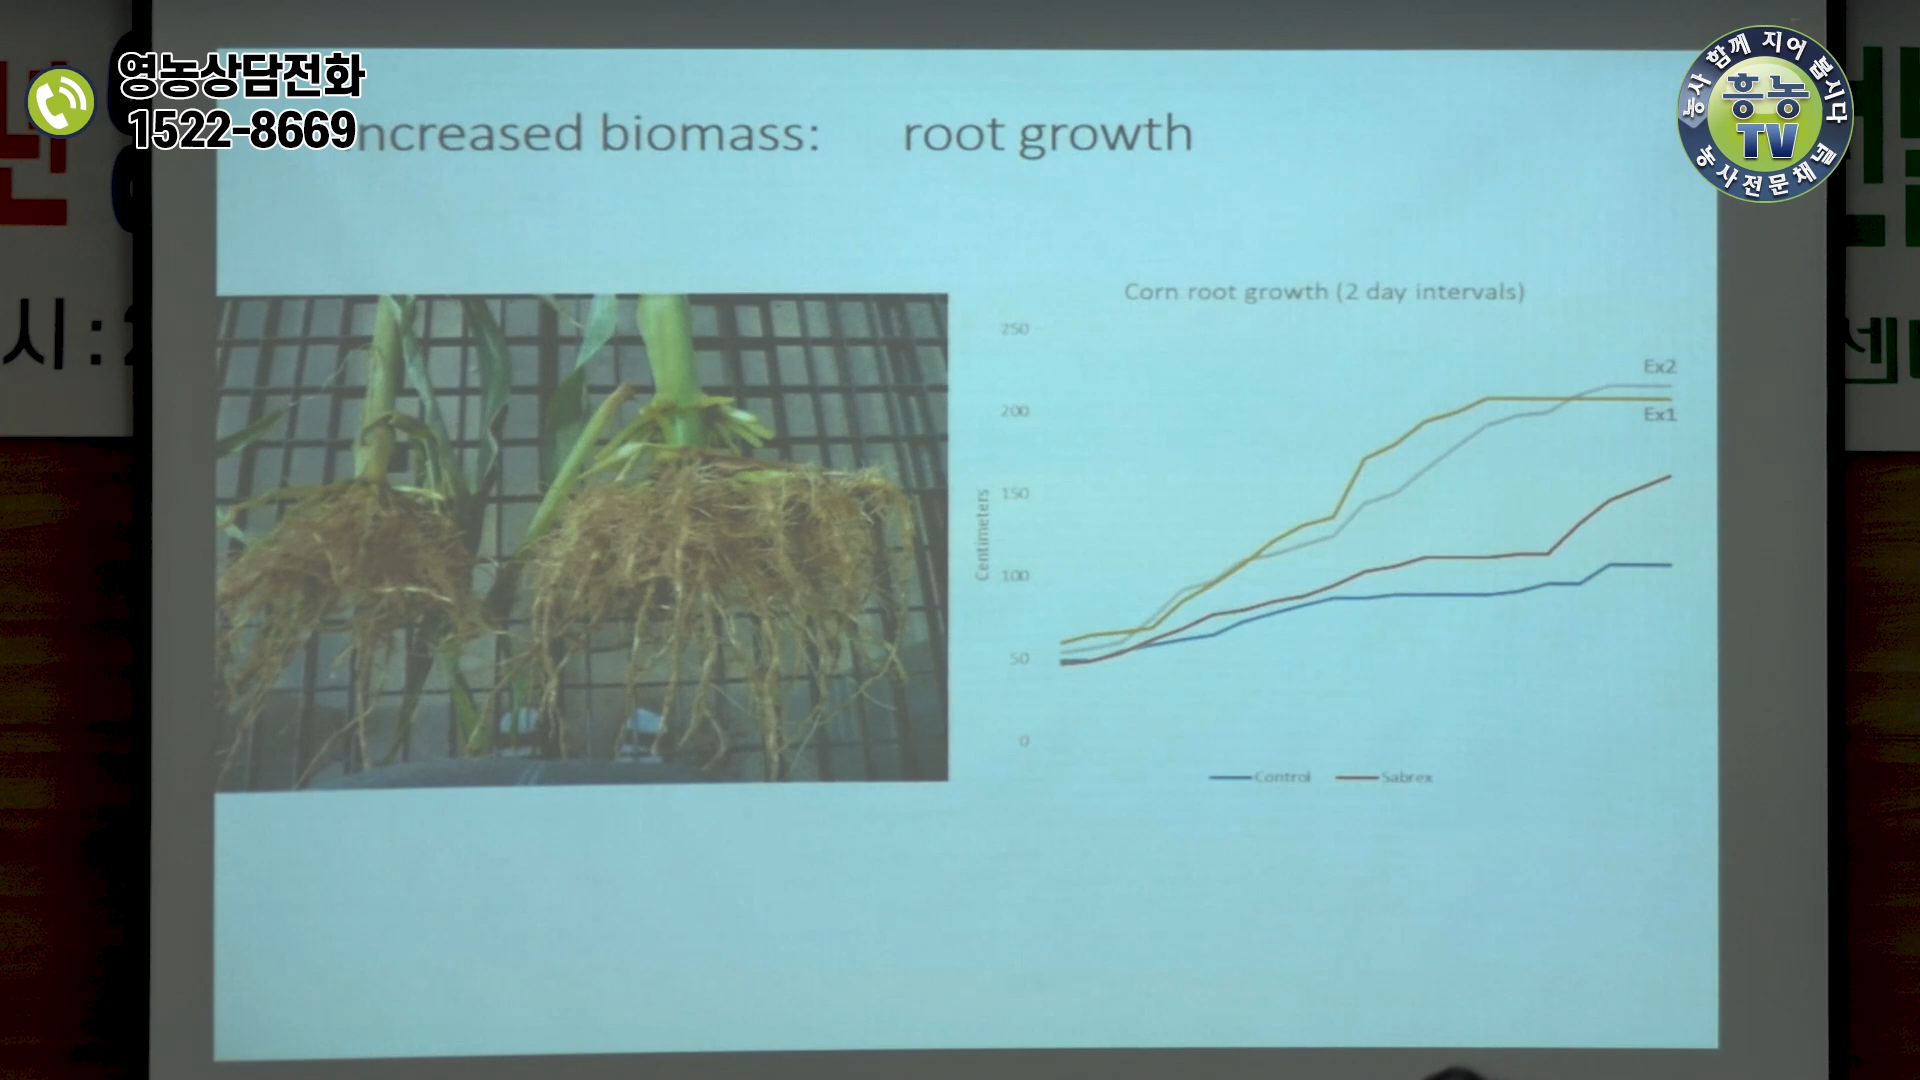 영농상담전화
1522-8669
농사 함께 지어 봅시다
흥농
TV
농사전문채널
ncreased biomass: root growth
시:
Corn root growth (2 day intervals)
250
200
150
100
50
0
Centimeters
Ex2
Ex1
Control
Sabrex